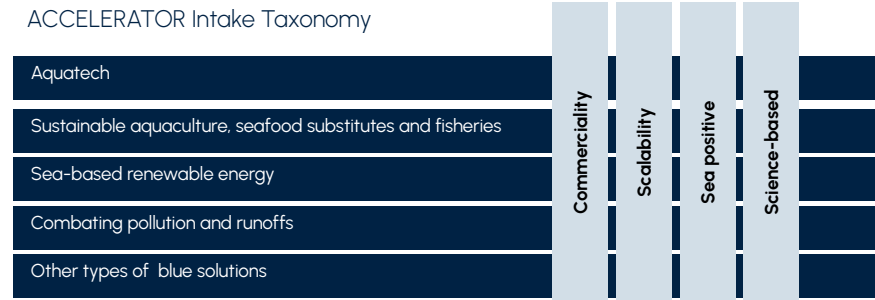 ACCELERATOR Intake Taxonomy
Aquatech
Sustainable aquaculture, seafood substitutes and fisheries
Sea-based renewable energy
Combating pollution and runoffs
Other types of  blue solutions
Commerciality
Scalability
Sea positive
Science-based